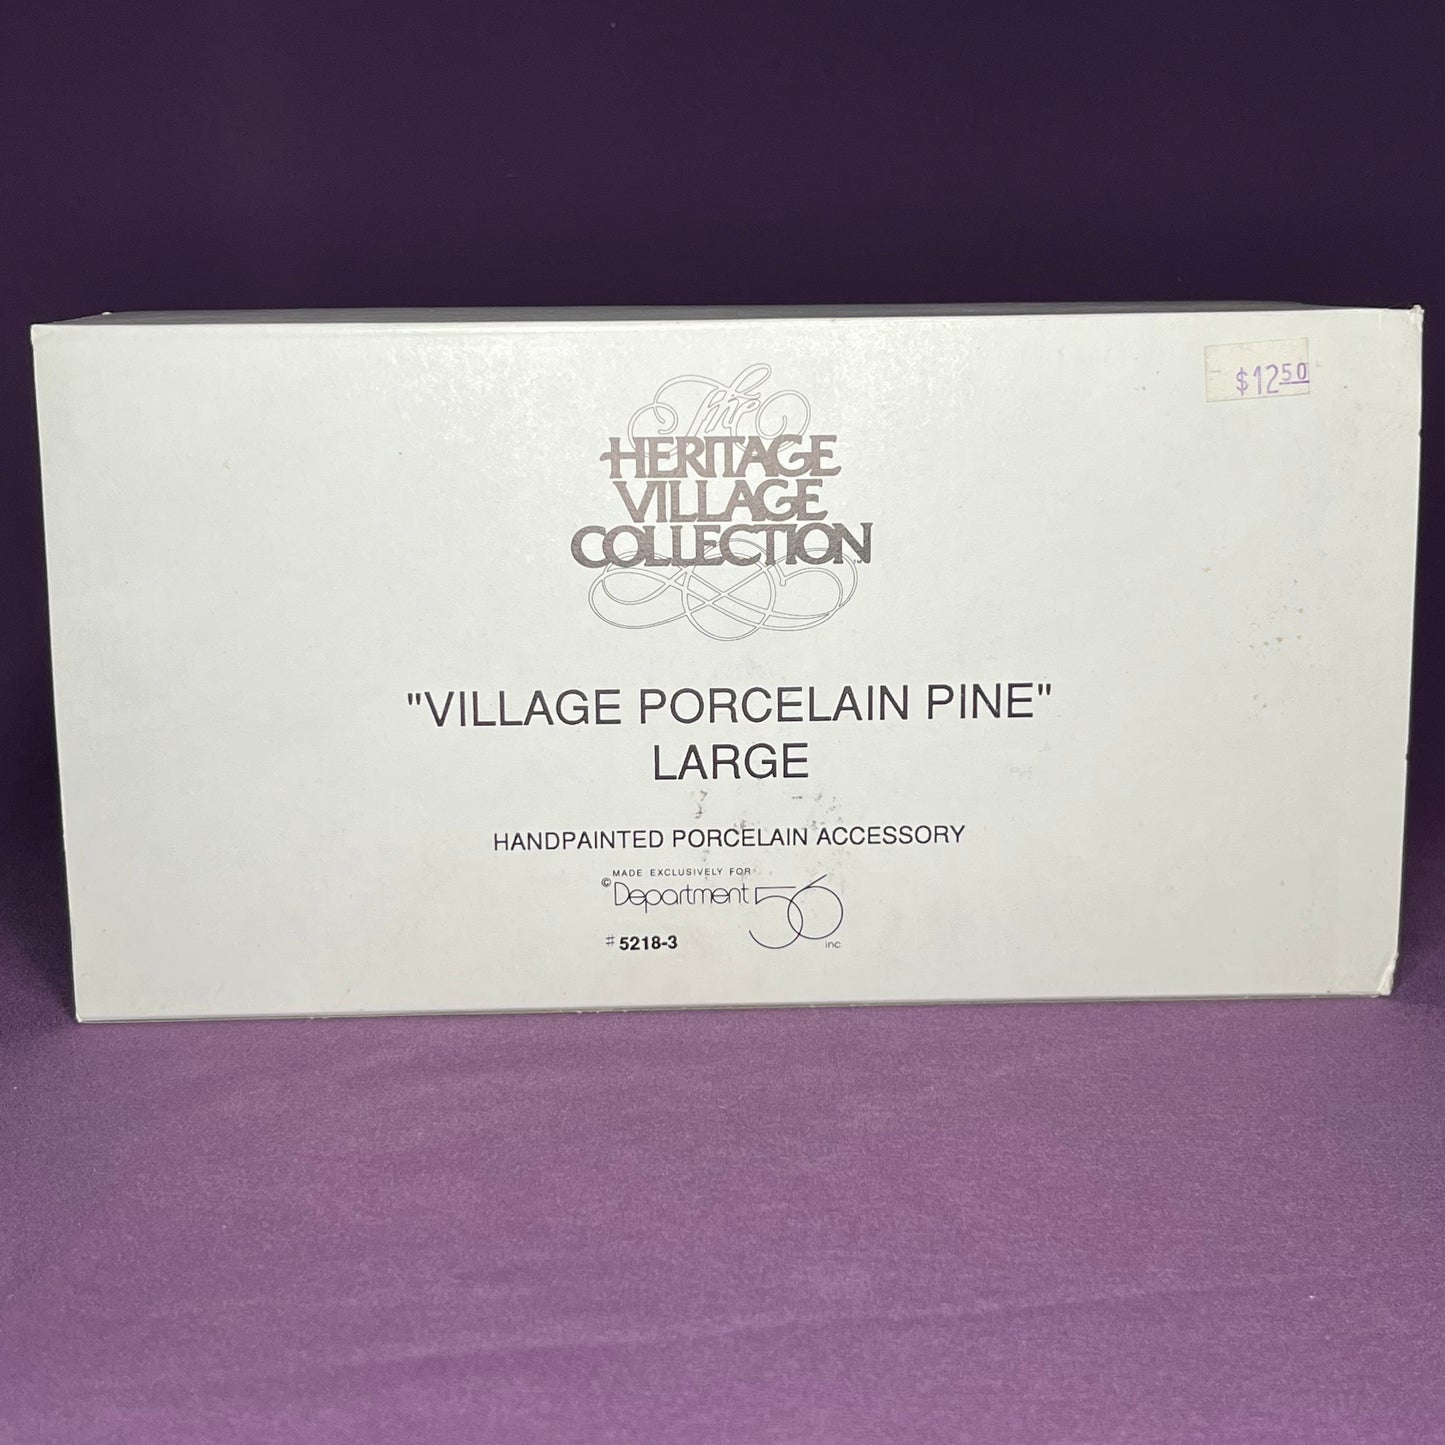 $12.50
The
HERITAGE
VILLAGE
COLLECTION™
"VILLAGE PORCELAIN PINE"
LARGE
HANDPAINTED PORCELAIN ACCESSORY
MADE EXCLUSIVELY FOR
©Department 56 inc.
#5218-3